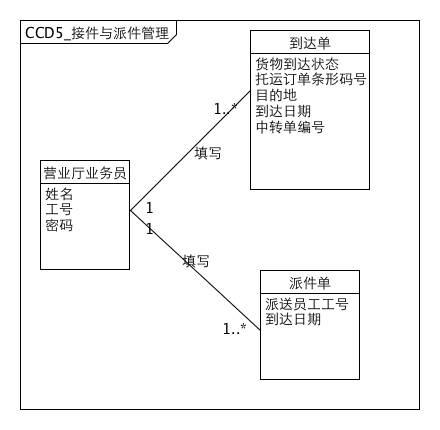 CCD5_接件与派件管理
到达单
货物到达状态
托运订单条形码号
目的地
到达日期
中转单编号
1..*
填写
营业厅业务员
姓名
工号
密码
1
1
填写
派件单
派送员工工号
到达日期
1..*